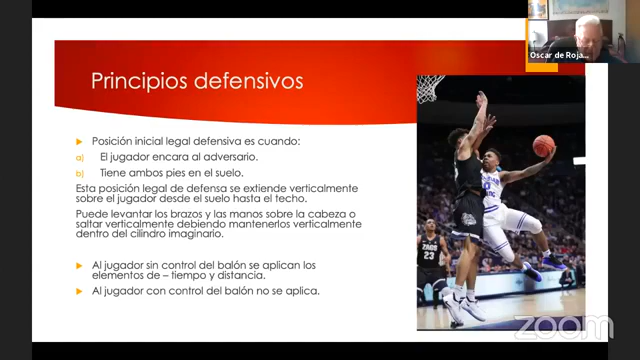 Oscar de Roja...
Principios defensivos
Posición inicial legal defensiva es cuando:
a) El jugador encara al adversario.
b) Tiene ambos pies en el suelo.
Esta posición legal de defensa se extiende verticalmente
sobre el jugador desde el suelo hasta el techo.
Puede levantar los brazos y las manos sobre la cabeza o
saltar verticalmente debiendo mantenerlos verticalmente
dentro del cilindro imaginario.
Al jugador sin control del balón se aplican los
elementos de – tiempo y distancia.
Al jugador con control del balón no se aplica.
ZAGS
23
zoom